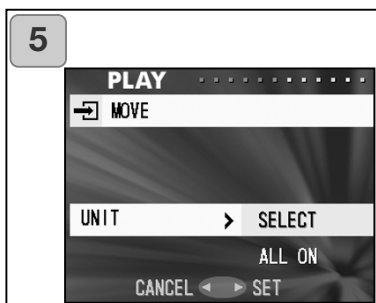 5
PLAY
MOVE
UNIT > SELECT
ALL ON
CANCEL ◄ ► SET